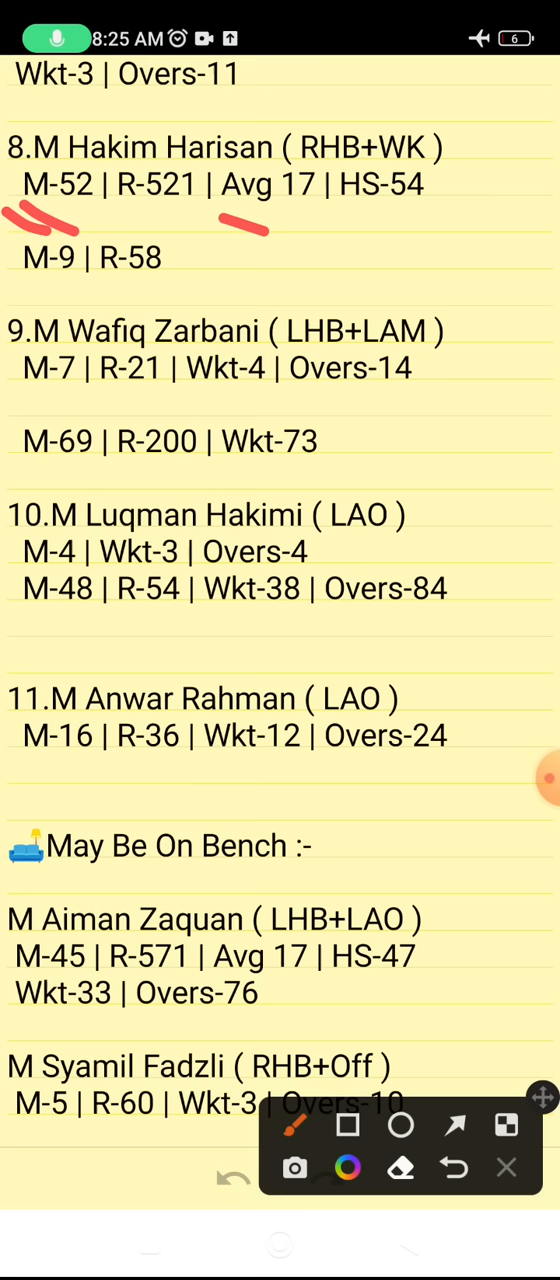 8:25 AM
6
Wkt-3 | Overs-11
8.M Hakim Harisan ( RHB+WK )
M-52 | R-521 | Avg 17 | HS-54
M-9 | R-58
9.M Wafiq Zarbani ( LHB+LAM )
M-7 | R-21 | Wkt-4 | Overs-14
M-69 | R-200 | Wkt-73
10.M Luqman Hakimi ( LAO )
M-4 | Wkt-3 | Overs-4
M-48 | R-54 | Wkt-38 | Overs-84
11.M Anwar Rahman ( LAO )
M-16 | R-36 | Wkt-12 | Overs-24
🛋️May Be On Bench :-
M Aiman Zaquan ( LHB+LAO )
M-45 | R-571 | Avg 17 | HS-47
Wkt-33 | Overs-76
M Syamil Fadzli ( RHB+Off )
M-5 | R-60 | Wkt-3 | Overs-10